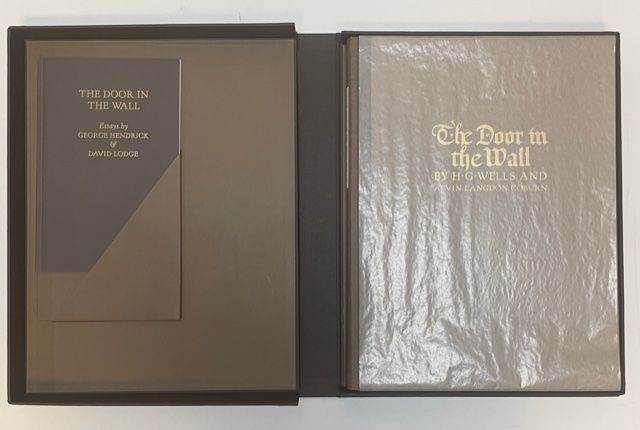 THE DOOR IN
THE WALL
Essays by
GEORGE HENDRICK
&
DAVID LODGE
The Door in
the Wall
BY H·G·WELLS AND
ALVIN LANGDON COBURN